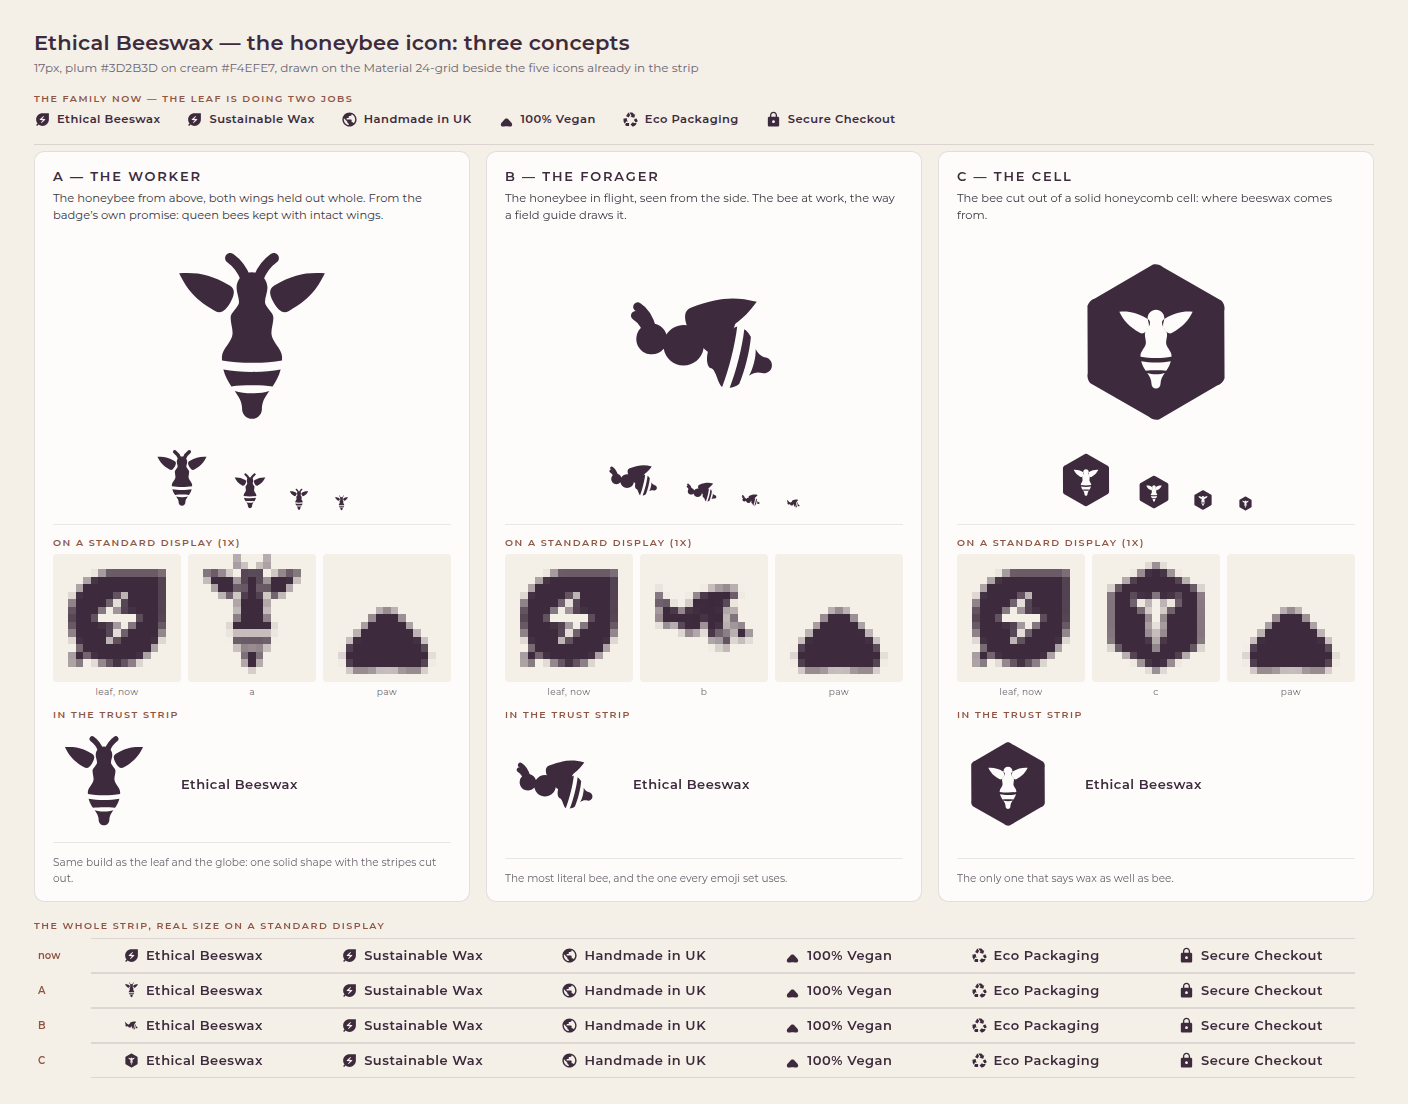 Ethical Beeswax — the honeybee icon: three concepts
17px, plum #3D2B3D on cream #F4EFE7, drawn on the Material 24-grid beside the five icons already in the strip
THE FAMILY NOW — THE LEAF IS DOING TWO JOBS
Ethical Beeswax Sustainable Wax Handmade in UK 100% Vegan Eco Packaging Secure Checkout
A — THE WORKER
The honeybee from above, both wings held out whole. From the
badge's own promise: queen bees kept with intact wings.
ON A STANDARD DISPLAY (1X)
leaf, now a paw
IN THE TRUST STRIP
Ethical Beeswax
Same build as the leaf and the globe: one solid shape with the stripes cut
out.
B — THE FORAGER
The honeybee in flight, seen from the side. The bee at work, the way
a field guide draws it.
ON A STANDARD DISPLAY (1X)
leaf, now b paw
IN THE TRUST STRIP
Ethical Beeswax
The most literal bee, and the one every emoji set uses.
C — THE CELL
The bee cut out of a solid honeycomb cell: where beeswax comes
from.
ON A STANDARD DISPLAY (1X)
leaf, now c paw
IN THE TRUST STRIP
Ethical Beeswax
The only one that says wax as well as bee.
THE WHOLE STRIP, REAL SIZE ON A STANDARD DISPLAY
now Ethical Beeswax Sustainable Wax Handmade in UK 100% Vegan Eco Packaging Secure Checkout
A Ethical Beeswax Sustainable Wax Handmade in UK 100% Vegan Eco Packaging Secure Checkout
B Ethical Beeswax Sustainable Wax Handmade in UK 100% Vegan Eco Packaging Secure Checkout
C Ethical Beeswax Sustainable Wax Handmade in UK 100% Vegan Eco Packaging Secure Checkout